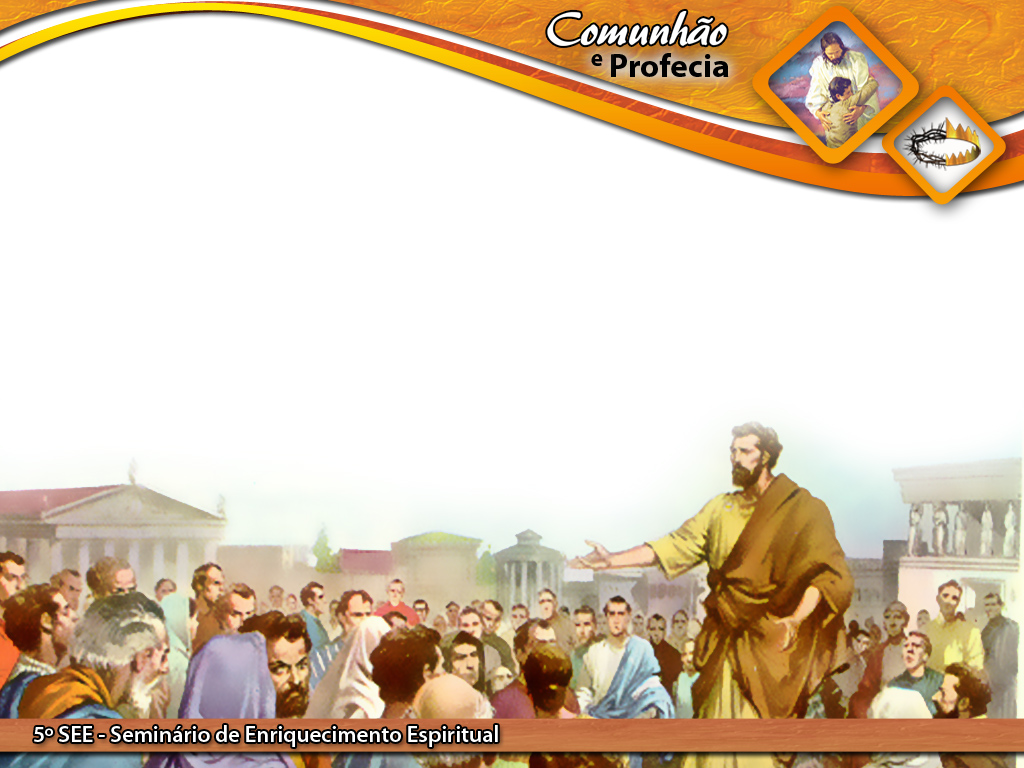 Comunhão
e Profecia
5º SEE - Seminário de Enriquecimento Espiritual